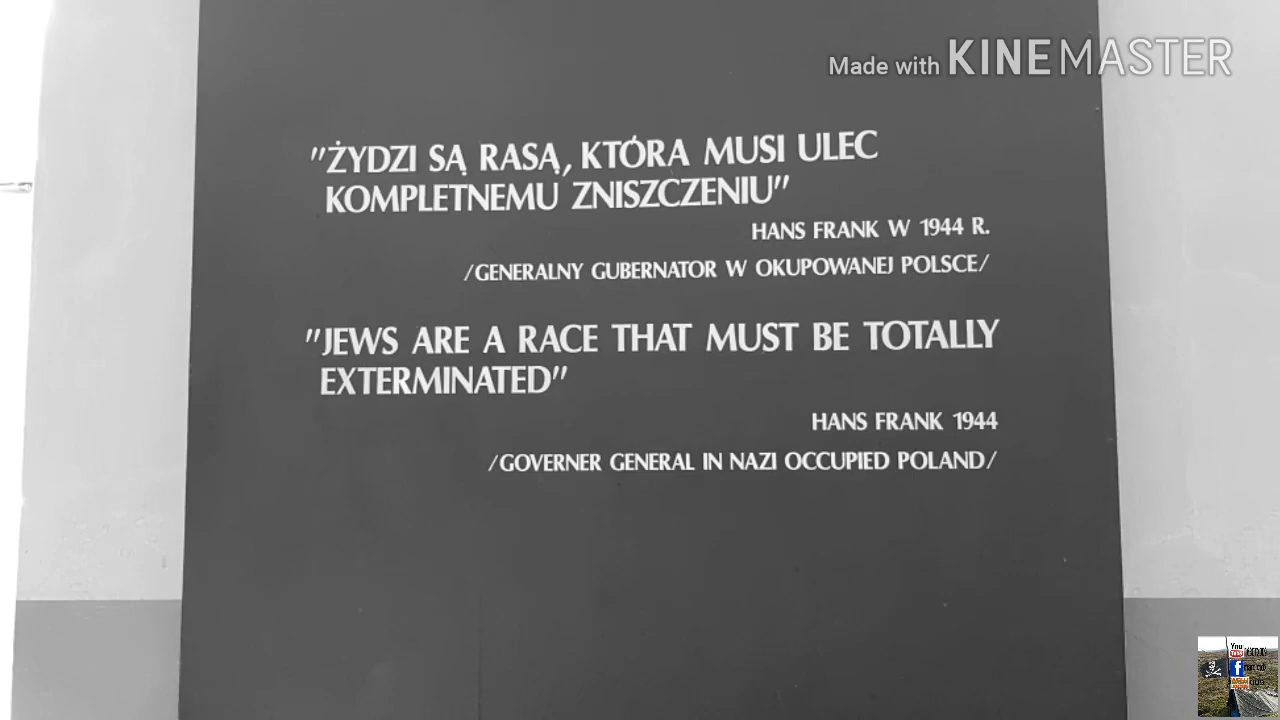 Made with KINEMASTER
"ŻYDZI SĄ RASĄ, KTÓRA MUSI ULEC
KOMPLETNEMU ZNISZCZENIU"
HANS FRANK W 1944 R.
/GENERALNY GUBERNATOR W OKUPOWANEJ POLSCE/
"JEWS ARE A RACE THAT MUST BE TOTALLY
EXTERMINATED"
HANS FRANK 1944
/GOVERNER GENERAL IN NAZI OCCUPIED POLAND/
You